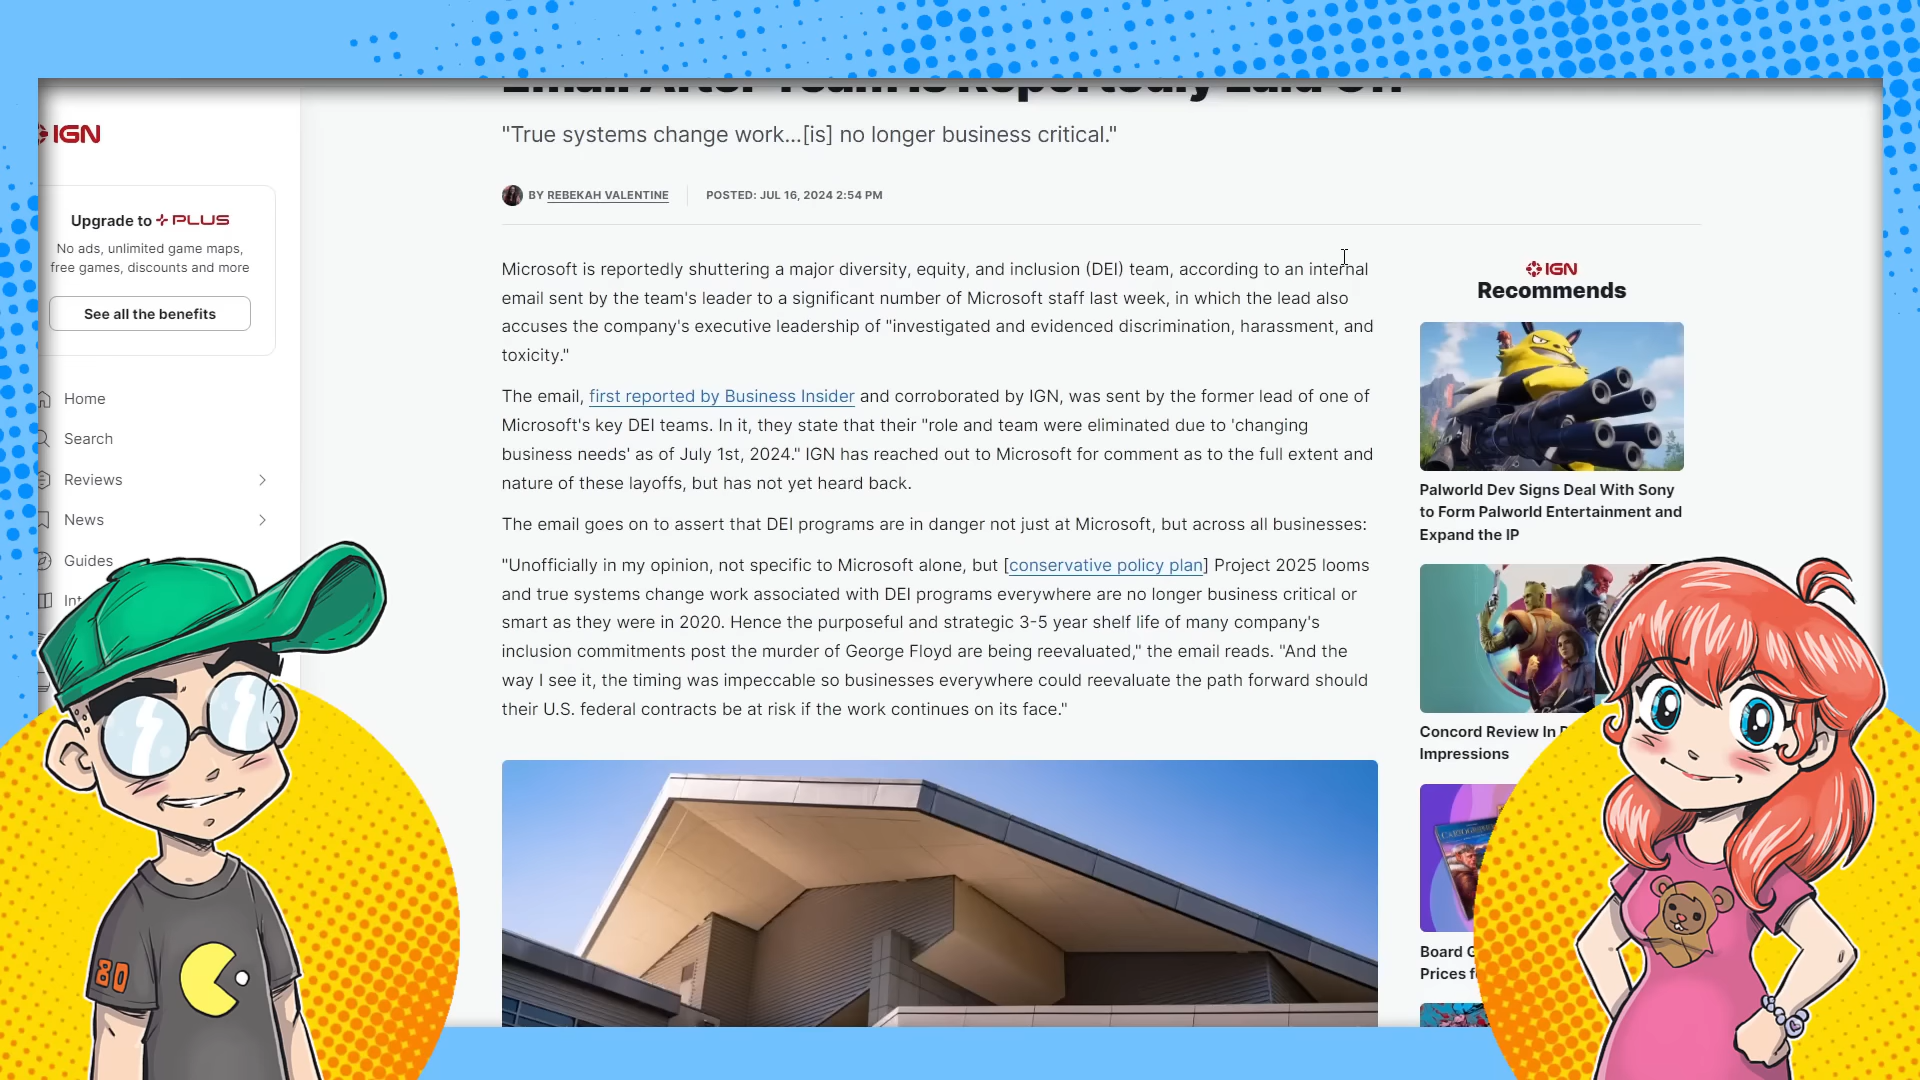 Email After Team Is Reportedly Laid Off
"True systems change work...[is] no longer business critical."
BY REBEKAH VALENTINE
POSTED: JUL 16, 2024 2:54 PM
IGN
Upgrade to PLUS
No ads, unlimited game maps,
free games, discounts and more
See all the benefits
Home
Search
Reviews
News
Guides
Int
Microsoft is reportedly shuttering a major diversity, equity, and inclusion (DEI) team, according to an internal
email sent by the team's leader to a significant number of Microsoft staff last week, in which the lead also
accuses the company's executive leadership of "investigated and evidenced discrimination, harassment, and
toxicity."
The email, first reported by Business Insider and corroborated by IGN, was sent by the former lead of one of
Microsoft's key DEI teams. In it, they state that their "role and team were eliminated due to 'changing
business needs' as of July 1st, 2024." IGN has reached out to Microsoft for comment as to the full extent and
nature of these layoffs, but has not yet heard back.
The email goes on to assert that DEI programs are in danger not just at Microsoft, but across all businesses:
"Unofficially in my opinion, not specific to Microsoft alone, but [conservative policy plan] Project 2025 looms
and true systems change work associated with DEI programs everywhere are no longer business critical or
smart as they were in 2020. Hence the purposeful and strategic 3-5 year shelf life of many company's
inclusion commitments post the murder of George Floyd are being reevaluated," the email reads. "And the
way I see it, the timing was impeccable so businesses everywhere could reevaluate the path forward should
their U.S. federal contracts be at risk if the work continues on its face."
IGN
Recommends
Palworld Dev Signs Deal With Sony
to Form Palworld Entertainment and
Expand the IP
Concord Review In P
Impressions
Board G
Prices f
80